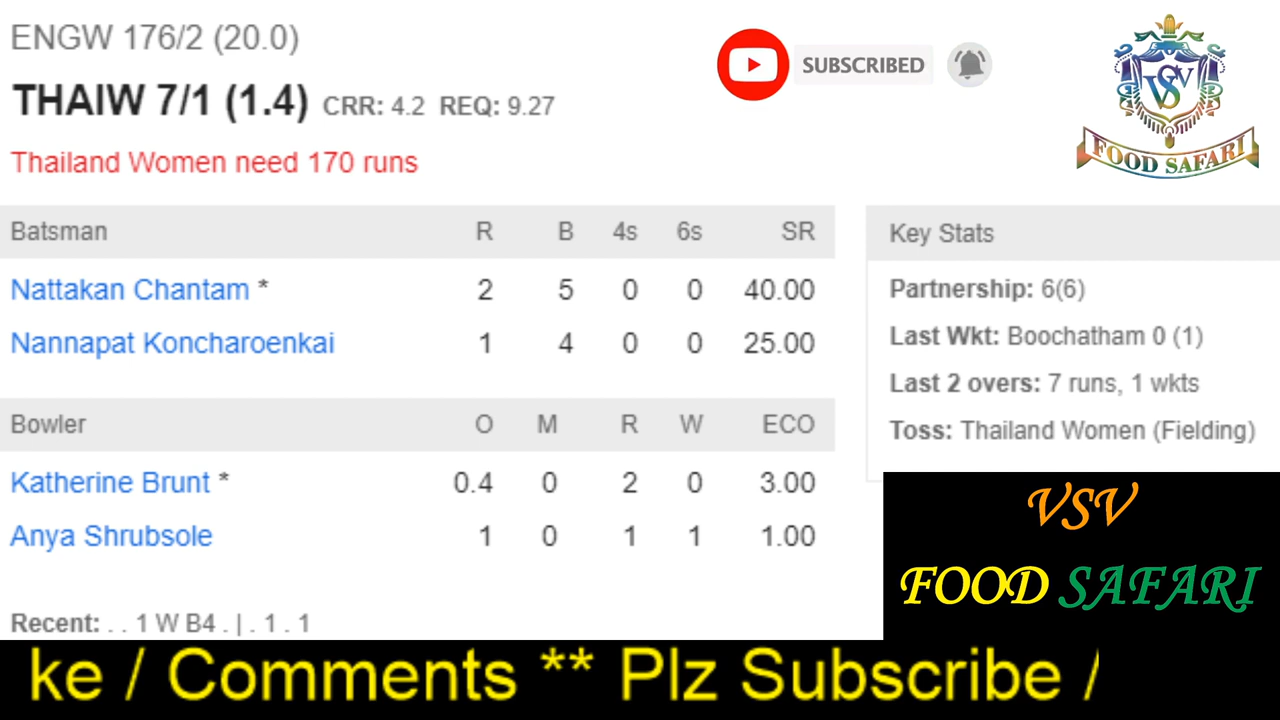 ENGW 176/2 (20.0)
THAIW 7/1 (1.4) CRR: 4.2 REQ: 9.27
Thailand Women need 170 runs
SUBSCRIBED
VSV
FOOD SAFARI
Batsman R B 4s 6s SR
Nattakan Chantam * 2 5 0 0 40.00
Nannapat Koncharoenkai 1 4 0 0 25.00
Bowler O M R W ECO
Katherine Brunt * 0.4 0 2 0 3.00
Anya Shrubsole 1 0 1 1 1.00
Recent: . . 1 W B4 . | . 1 . 1
Key Stats
Partnership: 6(6)
Last Wkt: Boochatham 0 (1)
Last 2 overs: 7 runs, 1 wkts
Toss: Thailand Women (Fielding)
VSV
FOOD SAFARI
ke / Comments ** Plz Subscribe /